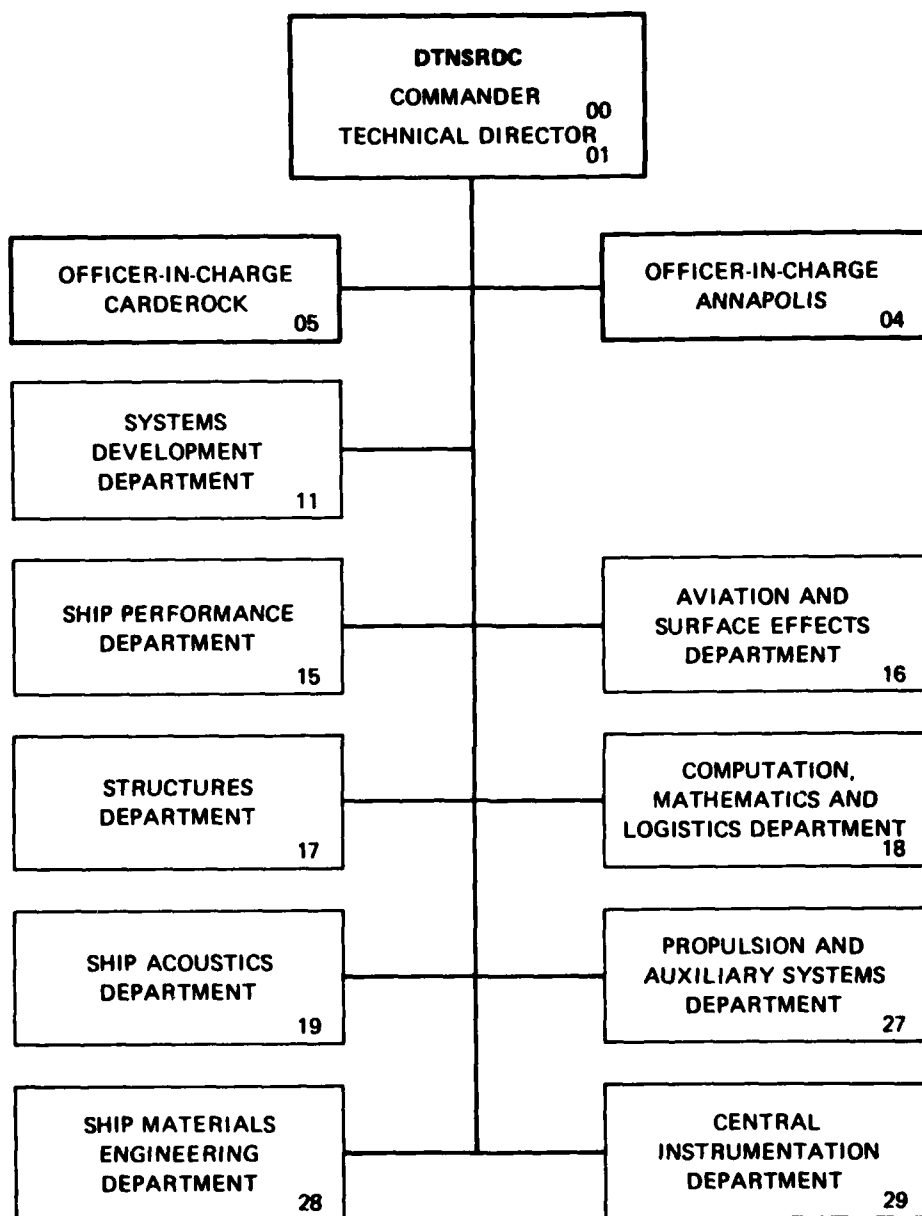 DTNSRDC
COMMANDER
00
TECHNICAL DIRECTOR
01
OFFICER-IN-CHARGE
CARDEROCK
05
OFFICER-IN-CHARGE
ANNAPOLIS
04
SYSTEMS
DEVELOPMENT
DEPARTMENT
11
SHIP PERFORMANCE
DEPARTMENT
15
AVIATION AND
SURFACE EFFECTS
DEPARTMENT
16
STRUCTURES
DEPARTMENT
17
COMPUTATION,
MATHEMATICS AND
LOGISTICS DEPARTMENT
18
SHIP ACOUSTICS
DEPARTMENT
19
PROPULSION AND
AUXILIARY SYSTEMS
DEPARTMENT
27
SHIP MATERIALS
ENGINEERING
DEPARTMENT
28
CENTRAL
INSTRUMENTATION
DEPARTMENT
29